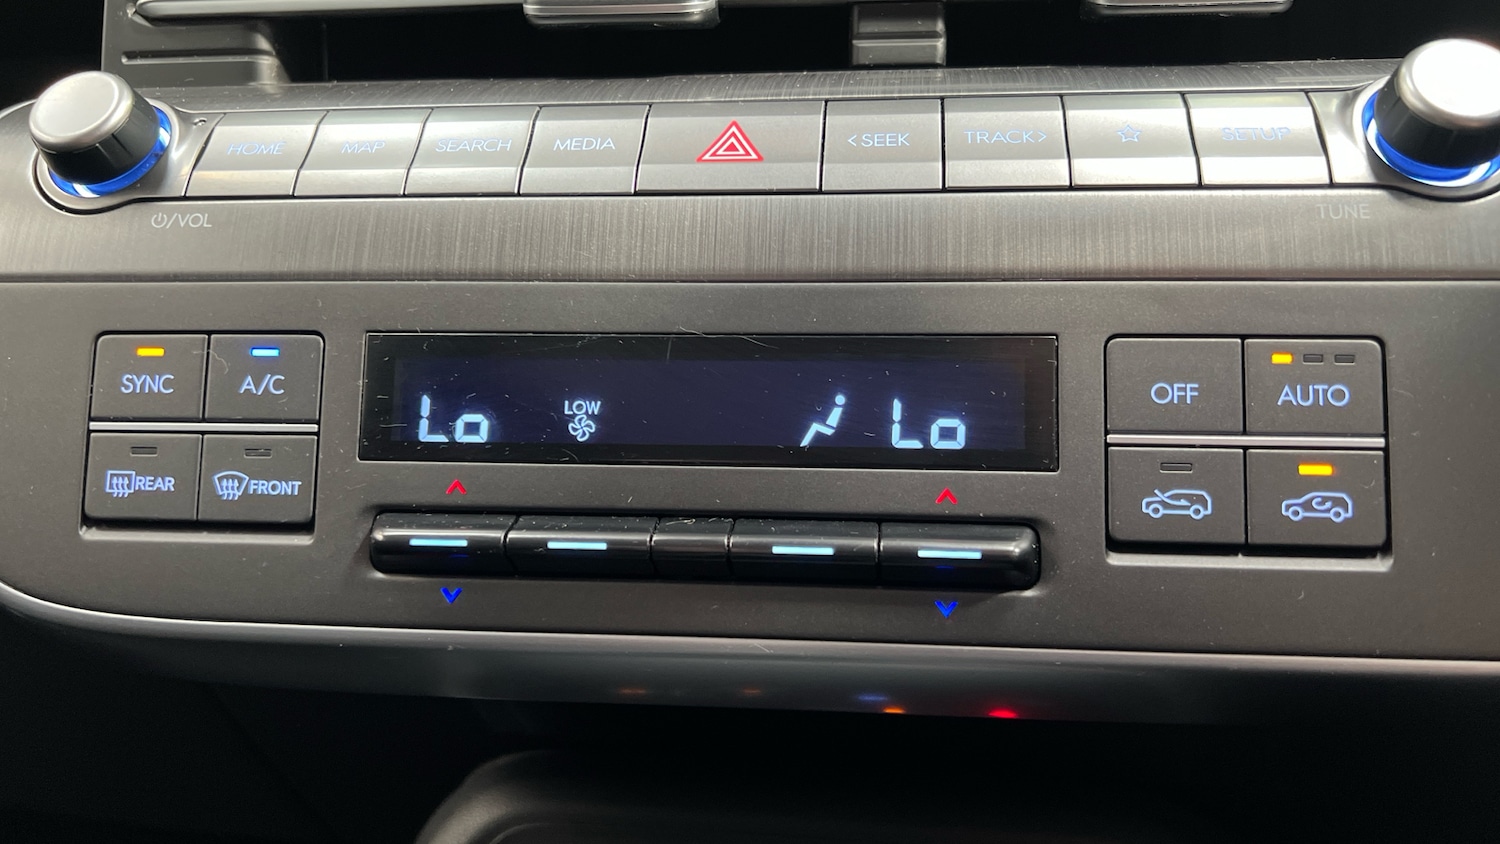 HOME MAP SEARCH MEDIA <SEEK TRACK> SETUP
⏻/VOL TUNE
SYNC A/C
REAR FRONT
Lo LOW Lo
OFF AUTO